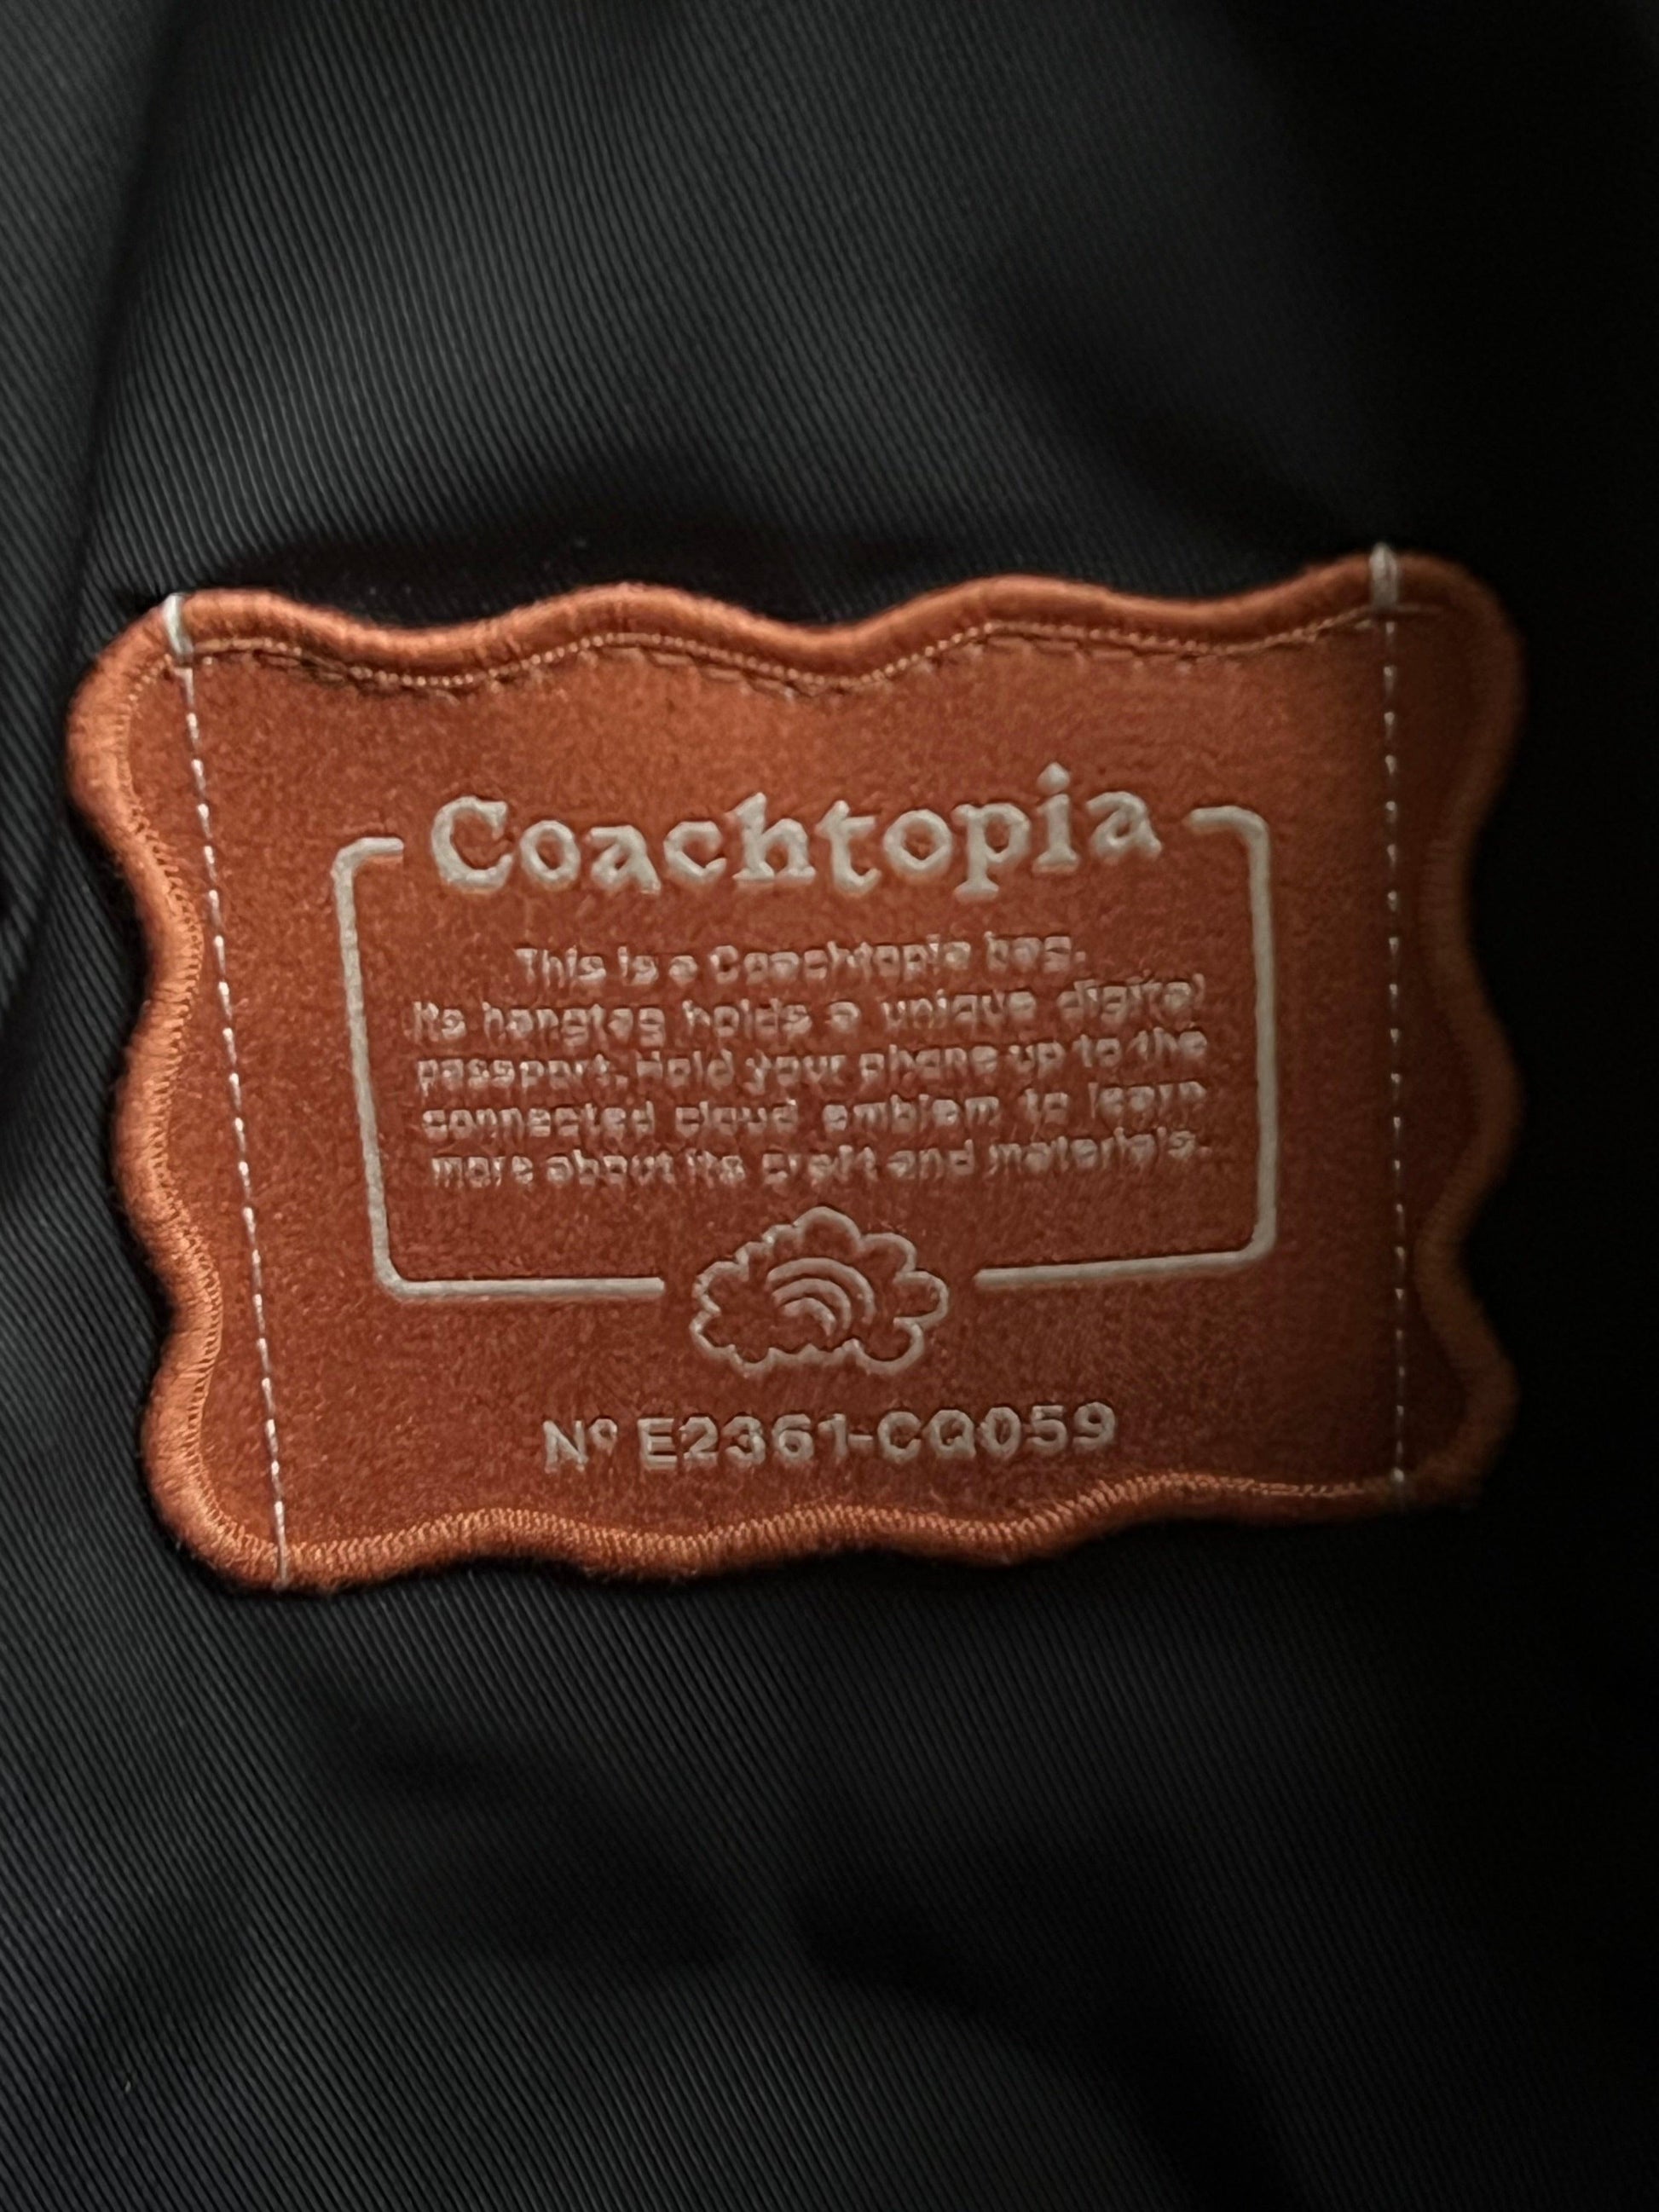 Coachtopia
This is a Coachtopia bag.
Its hangtag holds a unique digital
passport. Hold your phone up to the
connected cloud emblem to learn
more about its craft and materials.
Nº E2361-CQ059